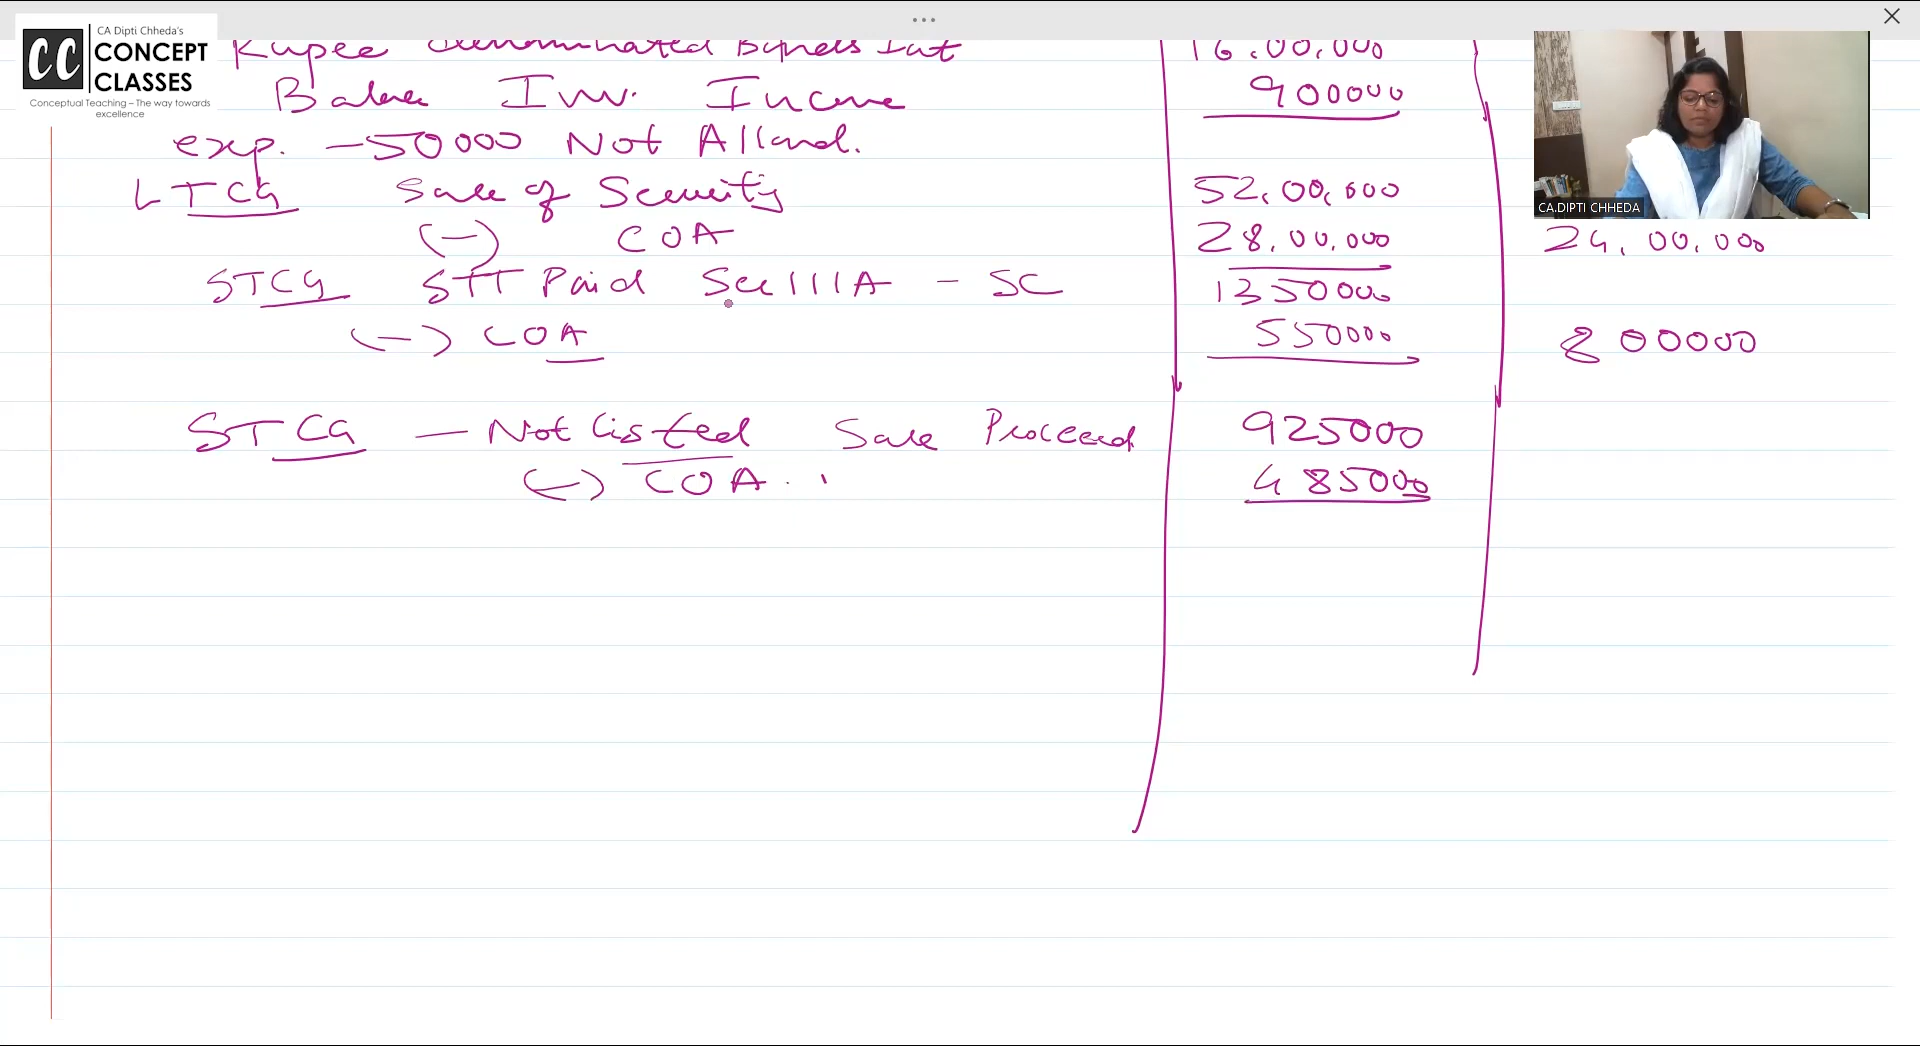 CA Dipti Chheda's
CC CONCEPT
CLASSES
Conceptual Teaching – The way towards
excellence
Rupee Denominated Bonds Int 16,00,000
Balance Inv. Income 900000
exp. – 50000 Not Allowed.
LTCG Sale of Security 52,00,000
(–) COA 28,00,000 24,00,000
STCG STT Paid Sec 111A – SC 1350000
(–) COA 550000 800000
STCG – Not Listed Sale Proceed 925000
(–) COA . 485000
CA.DIPTI CHHEDA